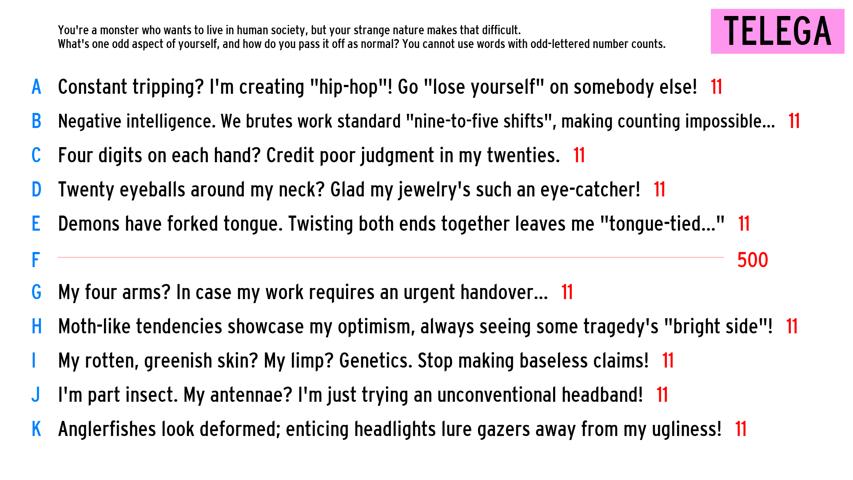 You're a monster who wants to live in human society, but your strange nature makes that difficult.
What's one odd aspect of yourself, and how do you pass it off as normal? You cannot use words with odd-lettered number counts.
TELEGA
A Constant tripping? I'm creating "hip-hop"! Go "lose yourself" on somebody else! 11
B Negative intelligence. We brutes work standard "nine-to-five shifts", making counting impossible... 11
C Four digits on each hand? Credit poor judgment in my twenties. 11
D Twenty eyeballs around my neck? Glad my jewelry's such an eye-catcher! 11
E Demons have forked tongue. Twisting both ends together leaves me "tongue-tied..." 11
F 500
G My four arms? In case my work requires an urgent handover... 11
H Moth-like tendencies showcase my optimism, always seeing some tragedy's "bright side"! 11
I My rotten, greenish skin? My limp? Genetics. Stop making baseless claims! 11
J I'm part insect. My antennae? I'm just trying an unconventional headband! 11
K Anglerfishes look deformed; enticing headlights lure gazers away from my ugliness! 11